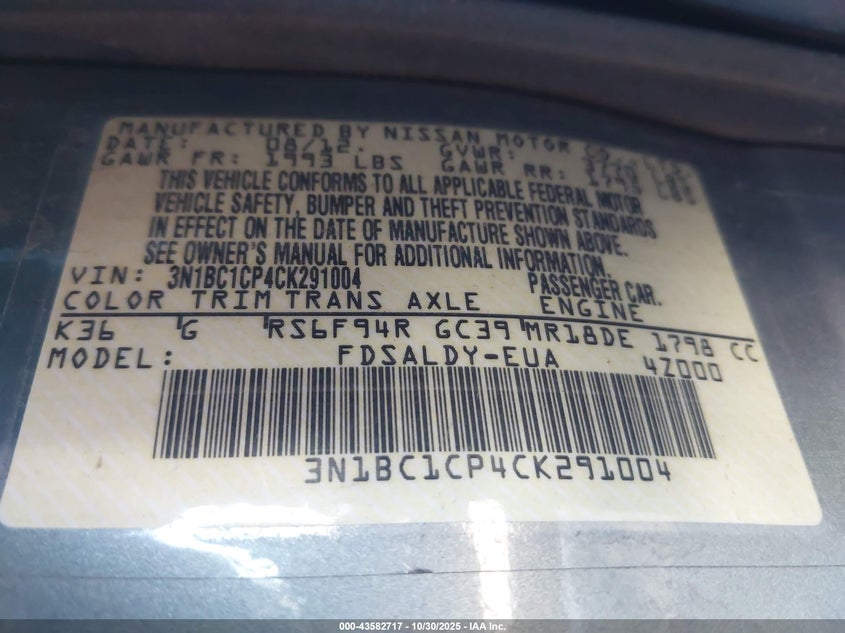 MANUFACTURED BY NISSAN MOTOR CO., LTD.
DATE: 08/12. GVWR:
GAWR FR: 1993 LBS GAWR RR:
THIS VEHICLE CONFORMS TO ALL APPLICABLE FEDERAL MOTOR
VEHICLE SAFETY, BUMPER AND THEFT PREVENTION STANDARDS
IN EFFECT ON THE DATE OF MANUFACTURE SHOWN ABOVE.
SEE OWNER'S MANUAL FOR ADDITIONAL INFORMATION.
VIN: 3N1BC1CP4CK291004 PASSENGER CAR.
COLOR TRIM TRANS AXLE ENGINE
K36 G RS6F94R GC39 MR18DE 1798 CC
MODEL: FDSALDY-EUA 4Z000
3N1BC1CP4CK291004
000-43582717 - 10/30/2025 - IAA Inc.